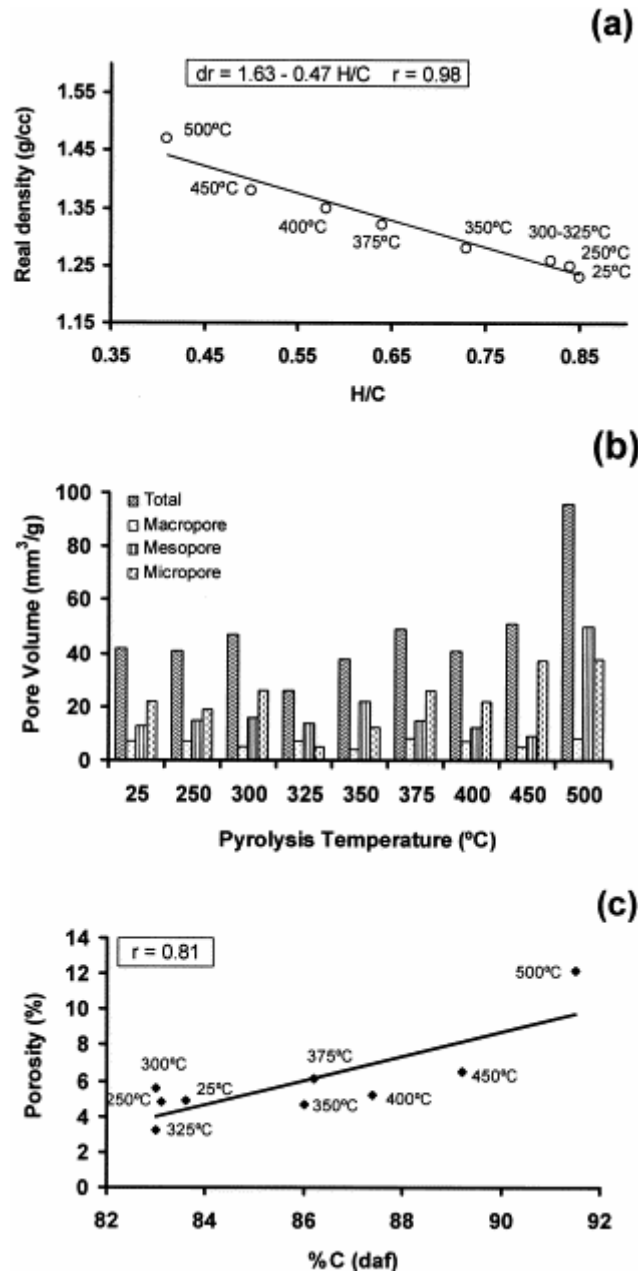 (a)
dr = 1.63 - 0.47 H/C r = 0.98
1.55
1.45
1.35
1.25
1.15
Real density (g/cc)
500ºC
450ºC
400ºC
375ºC
350ºC
300-325ºC
250ºC
25ºC
0.35 0.45 0.55 0.65 0.75 0.85
H/C
(b)
100
80
60
40
20
0
Pore Volume (mm³/g)
Total
Macropore
Mesopore
Micropore
25 250 300 325 350 375 400 450 500
Pyrolysis Temperature (ºC)
(c)
r = 0.81
14
12
10
8
6
4
2
0
Porosity (%)
500ºC
300ºC
375ºC
250ºC
25ºC
450ºC
350ºC
400ºC
325ºC
82 84 86 88 90 92
%C (daf)